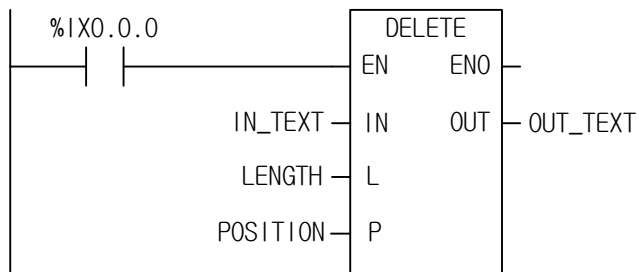 %IX0.0.0
DELETE
EN ENO
IN_TEXT IN OUT OUT_TEXT
LENGTH L
POSITION P